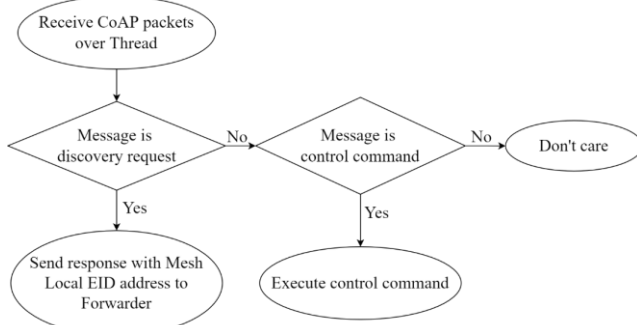 Receive CoAP packets
over Thread
Message is
discovery request
No
Message is
control command
No
Don't care
Yes
Yes
Send response with Mesh
Local EID address to
Forwarder
Execute control command